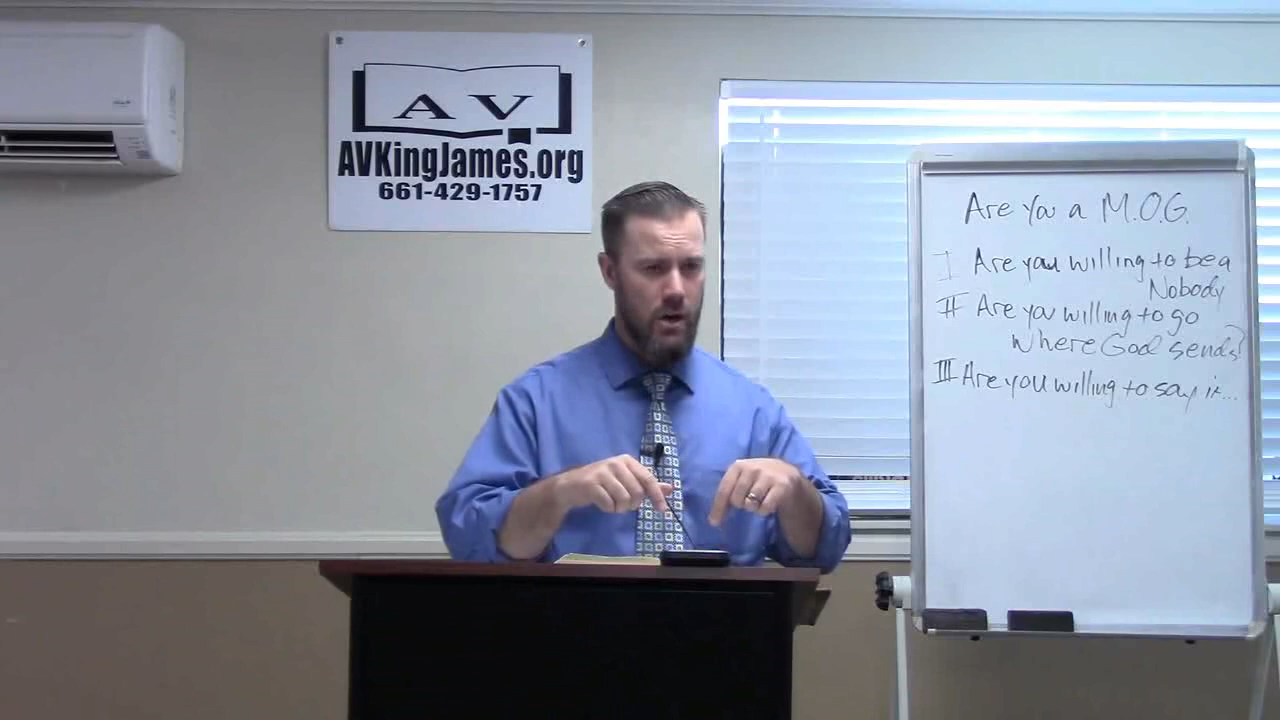 A V
AVKingJames.org
661-429-1757
Are you a M.O.G.
I Are you willing to be a
Nobody
II Are you willing to go
where God sends?
III Are you willing to say it...